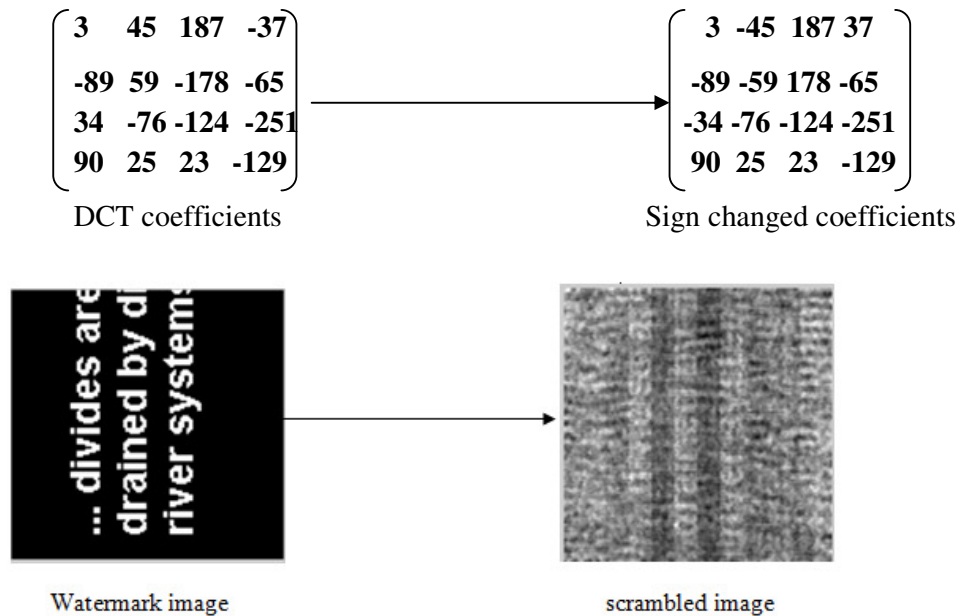 3 45 187 -37
-89 59 -178 -65
34 -76 -124 -251
90 25 23 -129
DCT coefficients
3 -45 187 37
-89 -59 178 -65
-34 -76 -124 -251
90 25 23 -129
Sign changed coefficients
... divides are
drained by di
river systems
Watermark image
scrambled image